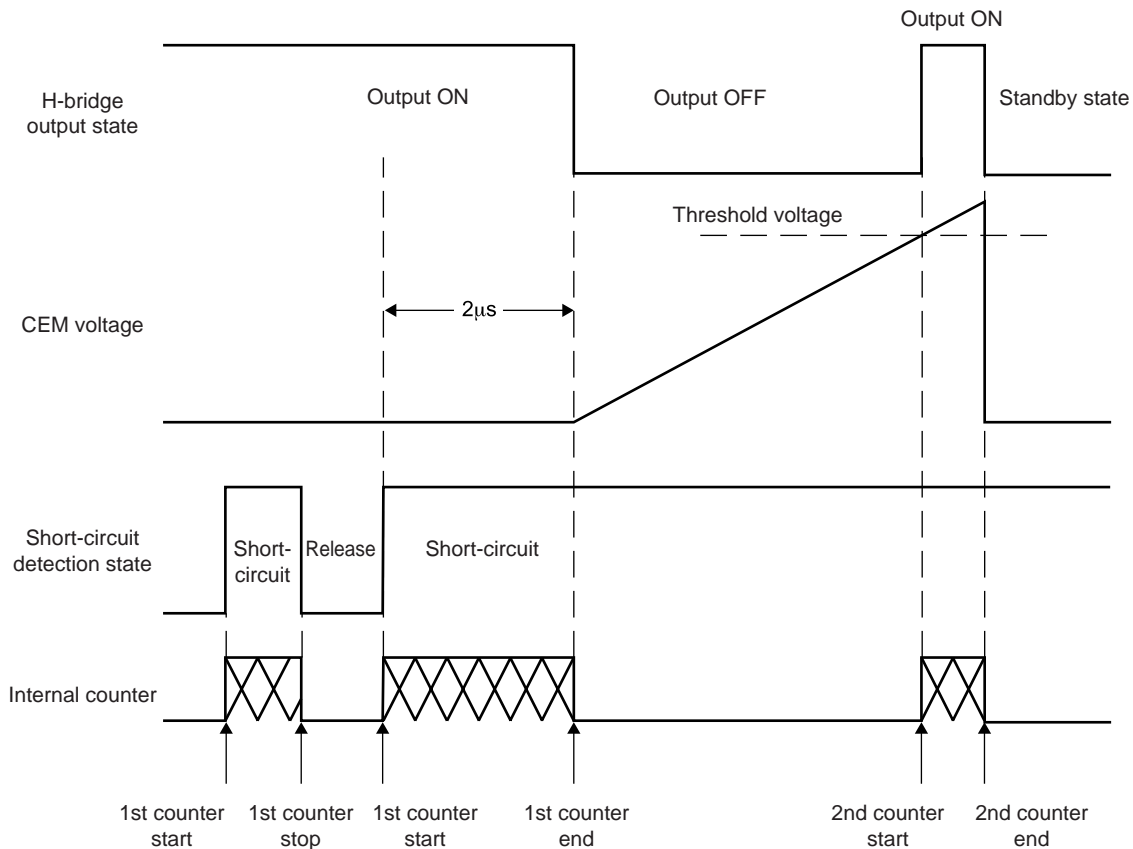 Output ON
H-bridge
output state
Output ON
Output OFF
Standby state
Threshold voltage
2μs
CEM voltage
Short-circuit
detection state
Short-
circuit
Release
Short-circuit
Internal counter
1st counter
start
1st counter
stop
1st counter
start
1st counter
end
2nd counter
start
2nd counter
end